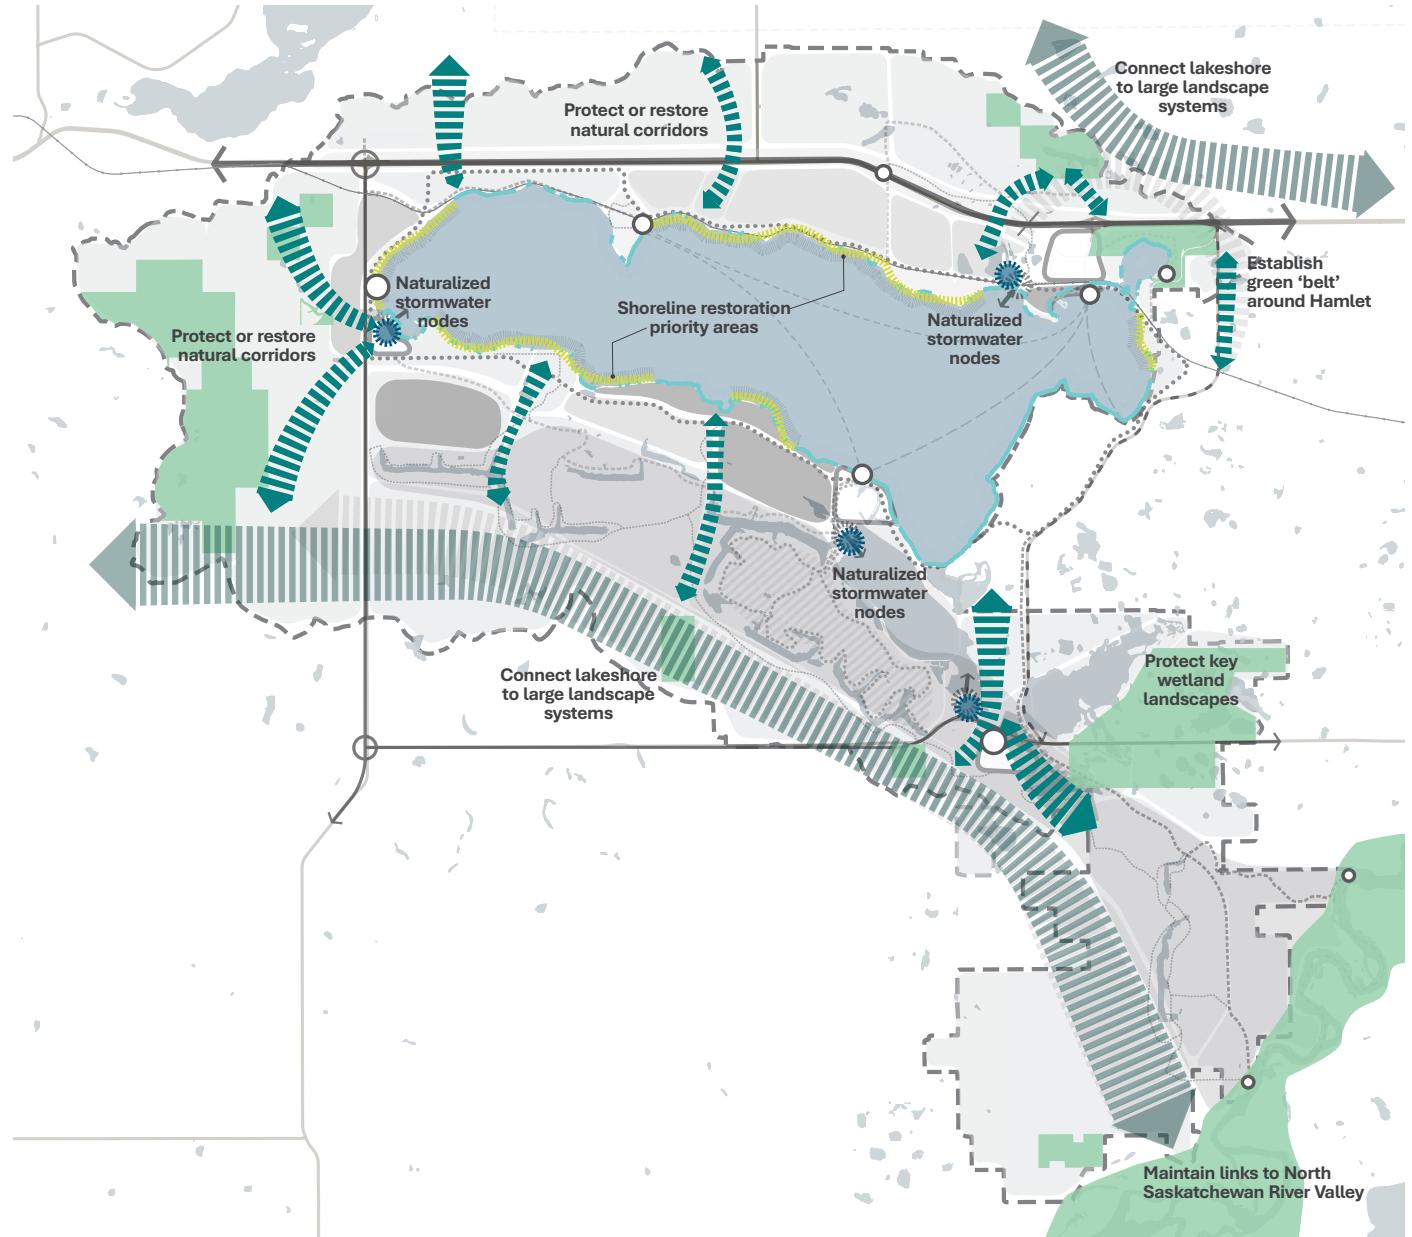 Connect lakeshore
to large landscape
systems
Protect or restore
natural corridors
Establish
green ‘belt’
around Hamlet
Naturalized
stormwater
nodes
Shoreline restoration
priority areas
Naturalized
stormwater
nodes
Protect or restore
natural corridors
Naturalized
stormwater
nodes
Connect lakeshore
to large landscape
systems
Protect key
wetland
landscapes
Maintain links to North
Saskatchewan River Valley